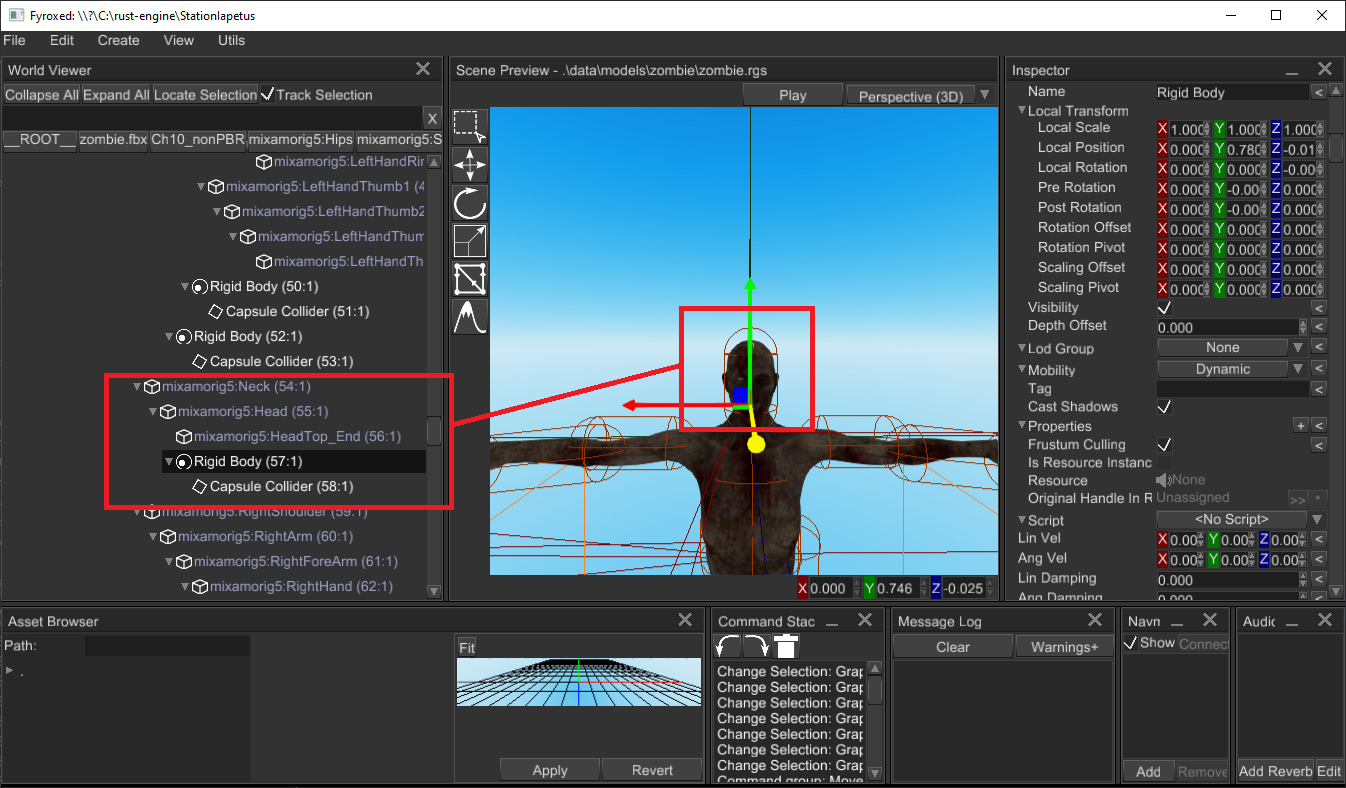 Fyroxed: \\?\C:\rust-engine\StationIapetus
File Edit Create View Utils
World Viewer
Collapse All Expand All Locate Selection Track Selection
X
__ROOT__ zombie.fbx Ch10_nonPBR mixamorig5:Hips mixamorig5:S
mixamorig5:LeftHandRin
mixamorig5:LeftHandThumb1 (4
mixamorig5:LeftHandThumb2
mixamorig5:LeftHandThum
mixamorig5:LeftHandTh
Rigid Body (50:1)
Capsule Collider (51:1)
Rigid Body (52:1)
Capsule Collider (53:1)
mixamorig5:Neck (54:1)
mixamorig5:Head (55:1)
mixamorig5:HeadTop_End (56:1)
Rigid Body (57:1)
Capsule Collider (58:1)
mixamorig5:RightShoulder (59:1)
mixamorig5:RightArm (60:1)
mixamorig5:RightForeArm (61:1)
mixamorig5:RightHand (62:1)
Scene Preview - .\data\models\zombie\zombie.rgs
Play Perspective (3D)
X 0.000 Y 0.746 Z -0.025
Inspector
Name Rigid Body <
Local Transform
Local Scale X 1.000 Y 1.000 Z 1.000
Local Position X 0.000 Y 0.780 Z -0.01
Local Rotation X 0.000 Y 0.000 Z -0.00
Pre Rotation X 0.000 Y -0.00 Z 0.000
Post Rotation X 0.000 Y -0.00 Z 0.000
Rotation Offset X 0.000 Y 0.000 Z 0.000
Rotation Pivot X 0.000 Y 0.000 Z 0.000
Scaling Offset X 0.000 Y 0.000 Z 0.000
Scaling Pivot X 0.000 Y 0.000 Z 0.000
Visibility <
Depth Offset 0.000 <
Lod Group None <
Mobility Dynamic <
Tag <
Cast Shadows <
Properties + <
Frustum Culling <
Is Resource Instanc
Resource None
Original Handle In R Unassigned >> *
Script <No Script>
Lin Vel X 0.00 Y 0.00 Z 0.00 <
Ang Vel X 0.00 Y 0.00 Z 0.00 <
Lin Damping 0.000 <
Ang Damping 0.000 <
Asset Browser
Path:
.
Fit
Apply Revert
Command Stac
Change Selection: Grap
Change Selection: Grap
Change Selection: Grap
Change Selection: Grap
Change Selection: Grap
Change Selection: Grap
Change Selection: Grap
Command group: Move
Message Log
Clear Warnings+
Navn
Show Connect
Add Remove
Audic
Add Reverb Edit